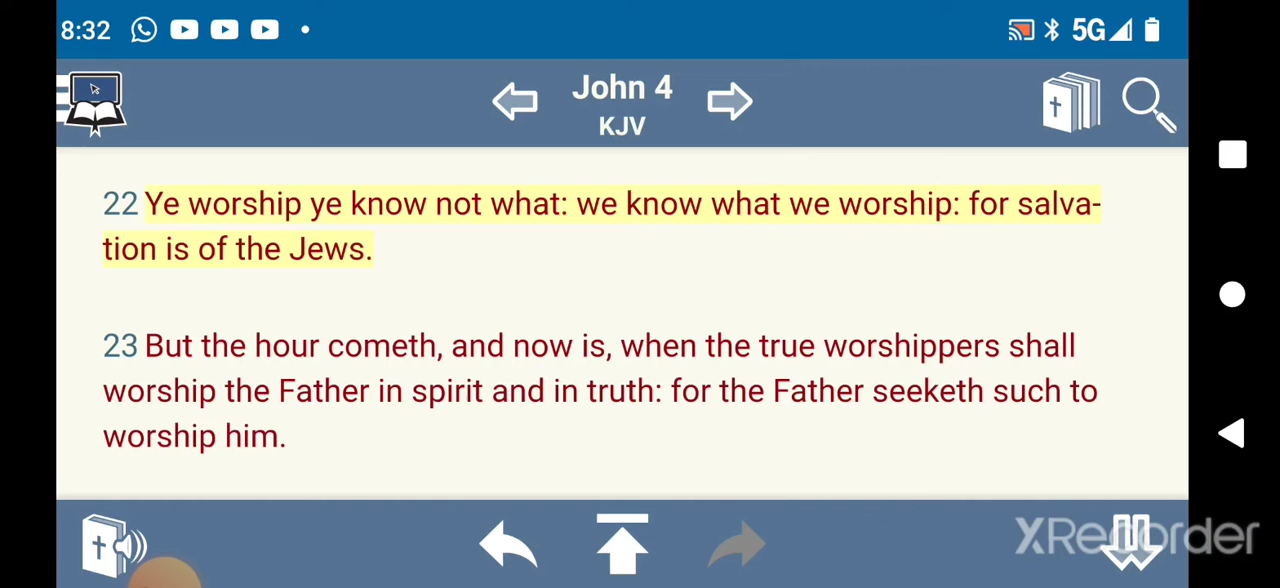 8:32
5G
John 4
KJV
22 Ye worship ye know not what: we know what we worship: for salva-
tion is of the Jews.
23 But the hour cometh, and now is, when the true worshippers shall
worship the Father in spirit and in truth: for the Father seeketh such to
worship him.
XRecorder